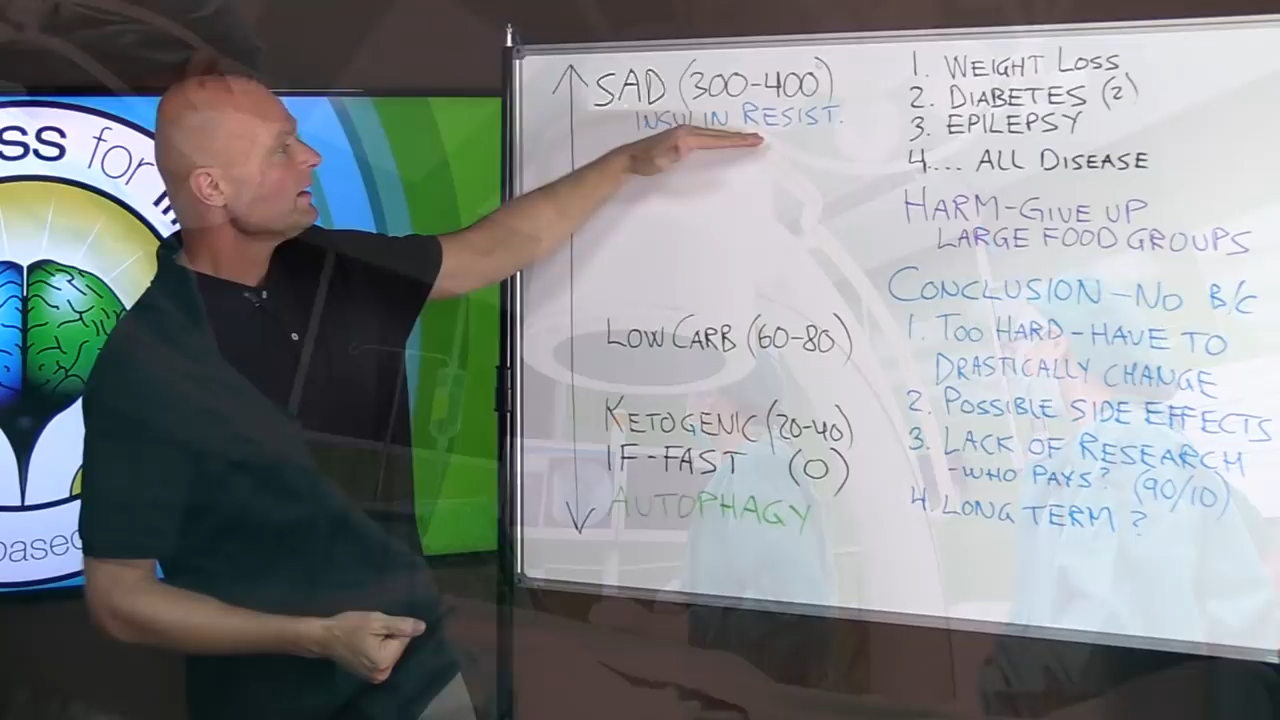 ss for
based
SAD (300-400)
INSULIN RESIST.
LOW CARB (60-80)
KETOGENIC (20-40)
IF-FAST (0)
AUTOPHAGY
1. WEIGHT LOSS
2. DIABETES (2)
3. EPILEPSY
4.... ALL DISEASE
HARM-GIVE UP
LARGE FOOD GROUPS
CONCLUSION-NO B/C
1. TOO HARD-HAVE TO
DRASTICALLY CHANGE
2. POSSIBLE SIDE EFFECTS
3. LACK OF RESEARCH
-WHO PAYS? (90/10)
4. LONG TERM?